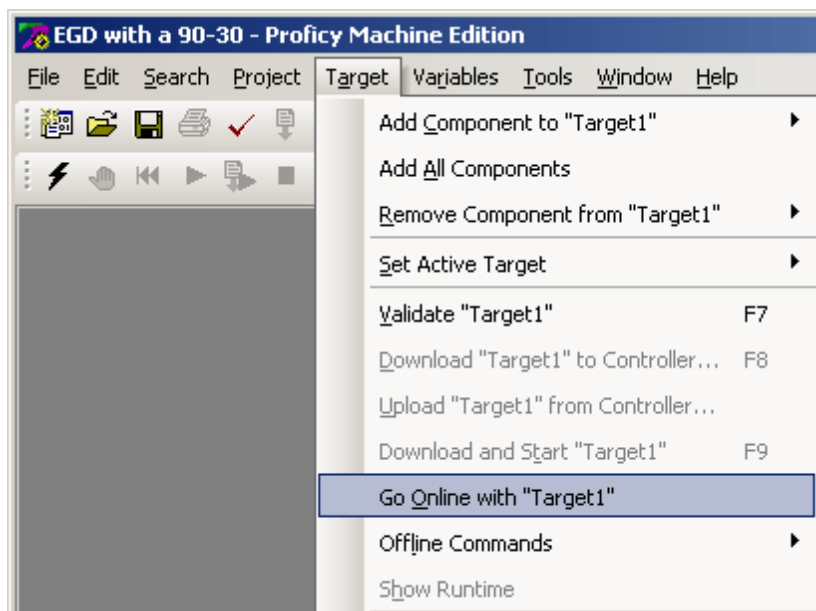 EGD with a 90-30 - Proficy Machine Edition
File Edit Search Project Target Variables Tools Window Help
Add Component to "Target1"
Add All Components
Remove Component from "Target1"
Set Active Target
Validate "Target1" F7
Download "Target1" to Controller... F8
Upload "Target1" from Controller...
Download and Start "Target1" F9
Go Online with "Target1"
Offline Commands
Show Runtime